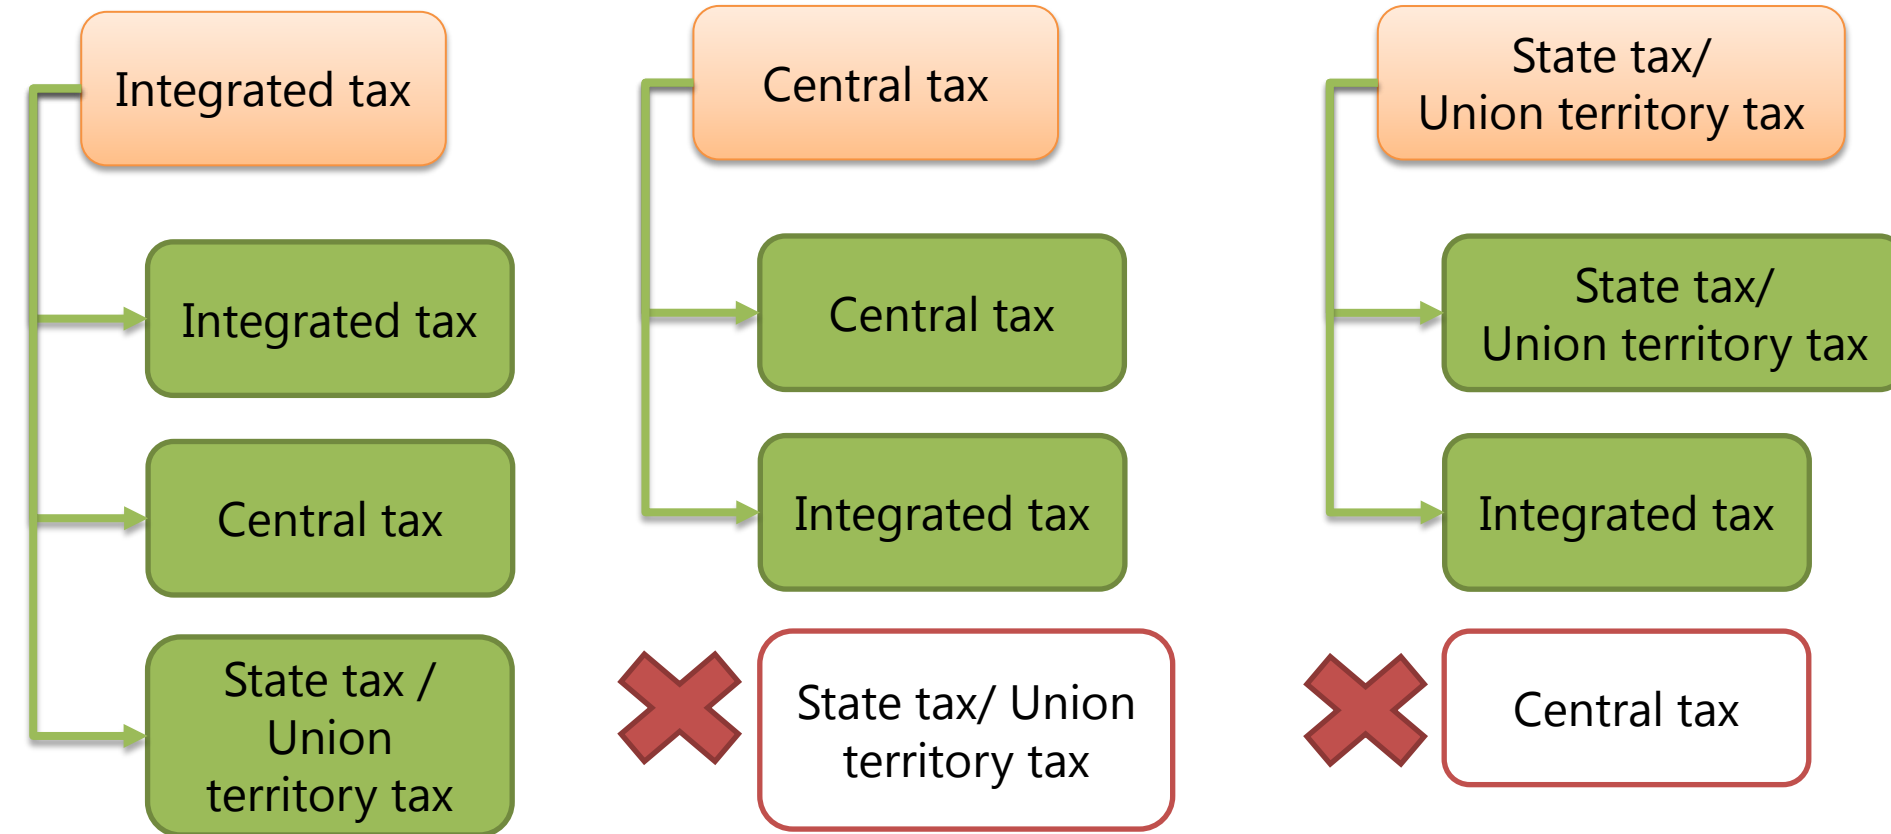 Integrated tax
Integrated tax
Central tax
State tax /
Union
territory tax
Central tax
Central tax
Integrated tax
State tax/ Union
territory tax
State tax/
Union territory tax
State tax/
Union territory tax
Integrated tax
Central tax